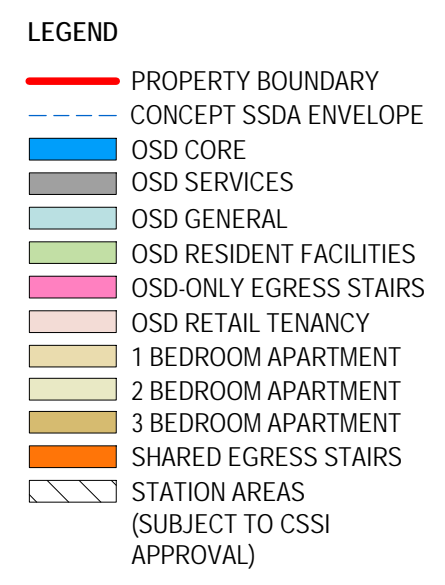 LEGEND
PROPERTY BOUNDARY
CONCEPT SSDA ENVELOPE
OSD CORE
OSD SERVICES
OSD GENERAL
OSD RESIDENT FACILITIES
OSD-ONLY EGRESS STAIRS
OSD RETAIL TENANCY
1 BEDROOM APARTMENT
2 BEDROOM APARTMENT
3 BEDROOM APARTMENT
SHARED EGRESS STAIRS
STATION AREAS
(SUBJECT TO CSSI
APPROVAL)